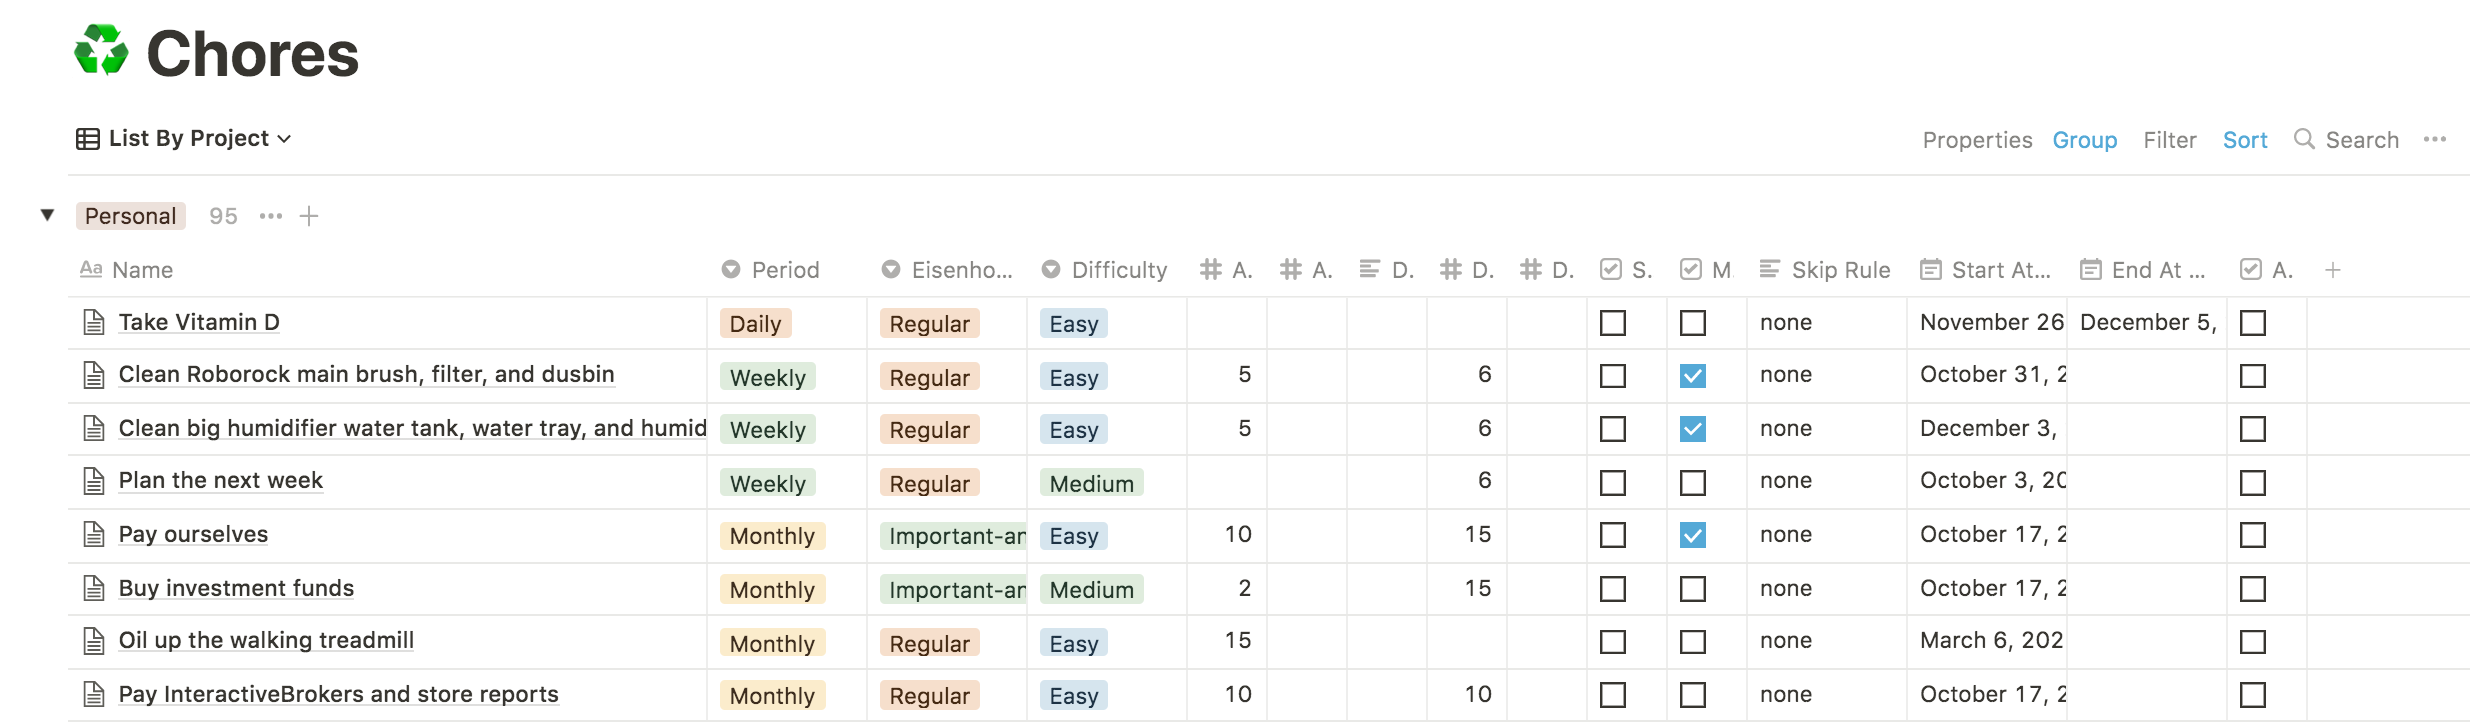 Chores
List By Project
Properties Group Filter Sort Search
Personal 95
Aa Name Period Eisenho... Difficulty # A. # A. D. # D. # D. S. M Skip Rule Start At... End At ... A. +
Take Vitamin D Daily Regular Easy none November 26 December 5,
Clean Roborock main brush, filter, and dusbin Weekly Regular Easy 5 6 none October 31, 2
Clean big humidifier water tank, water tray, and humid Weekly Regular Easy 5 6 none December 3,
Plan the next week Weekly Regular Medium 6 none October 3, 20
Pay ourselves Monthly Important-an Easy 10 15 none October 17, 2
Buy investment funds Monthly Important-an Medium 2 15 none October 17, 2
Oil up the walking treadmill Monthly Regular Easy 15 none March 6, 202
Pay InteractiveBrokers and store reports Monthly Regular Easy 10 10 none October 17, 2